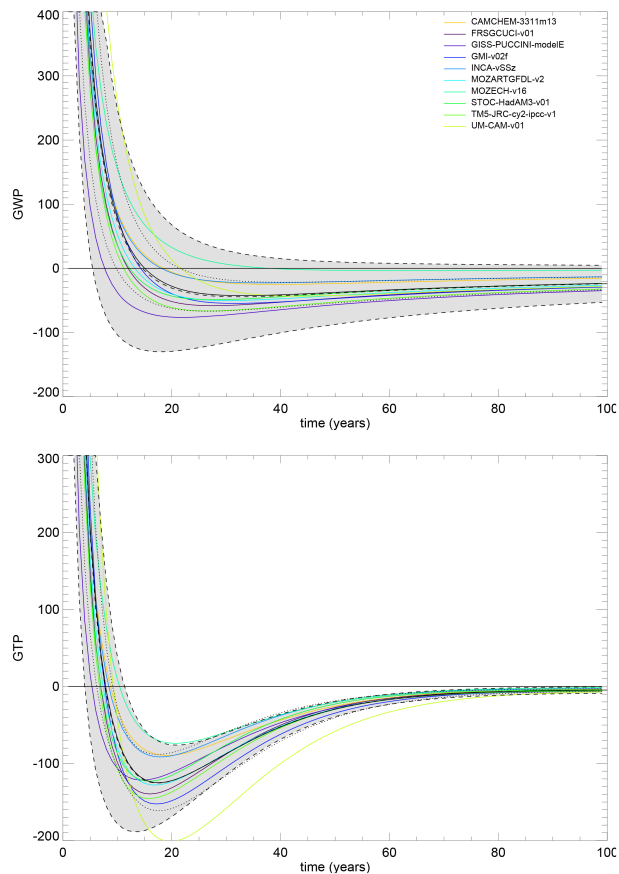 400
300
200
100
0
-100
-200
GWP
CAMCHEM-3311m13
FRSGCUCI-v01
GISS-PUCCINI-modelE
GMI-v02f
INCA-vSSz
MOZARTGFDL-v2
MOZECH-v16
STOC-HadAM3-v01
TM5-JRC-cy2-ipcc-v1
UM-CAM-v01
0 20 40 60 80 100
time (years)
300
200
100
0
-100
-200
GTP
0 20 40 60 80 100
time (years)